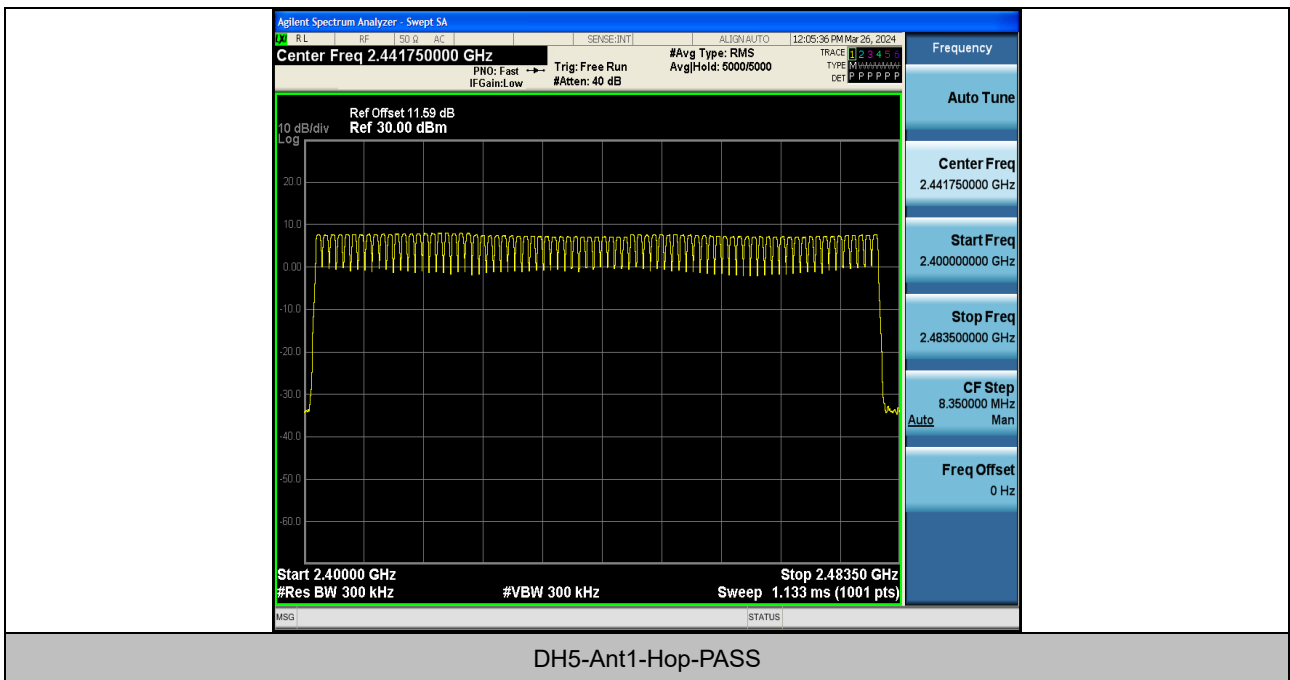 Agilent Spectrum Analyzer - Swept SA
LXI RL RF 50 Ω AC SENSE:INT ALIGN AUTO 12:05:36 PM Mar 26, 2024
Center Freq 2.441750000 GHz
PNO: Fast
IFGain:Low
Trig: Free Run
#Atten: 40 dB
#Avg Type: RMS
Avg|Hold: 5000/5000
TRACE 1 2 3 4 5 6
TYPE M
DET P P P P P P
Ref Offset 11.59 dB
10 dB/div Ref 30.00 dBm
Log
20.0
10.0
0.00
-10.0
-20.0
-30.0
-40.0
-50.0
-60.0
Start 2.40000 GHz Stop 2.48350 GHz
#Res BW 300 kHz #VBW 300 kHz Sweep 1.133 ms (1001 pts)
MSG STATUS
Frequency
Auto Tune
Center Freq
2.441750000 GHz
Start Freq
2.400000000 GHz
Stop Freq
2.483500000 GHz
CF Step
8.350000 MHz
Auto Man
Freq Offset
0 Hz
DH5-Ant1-Hop-PASS